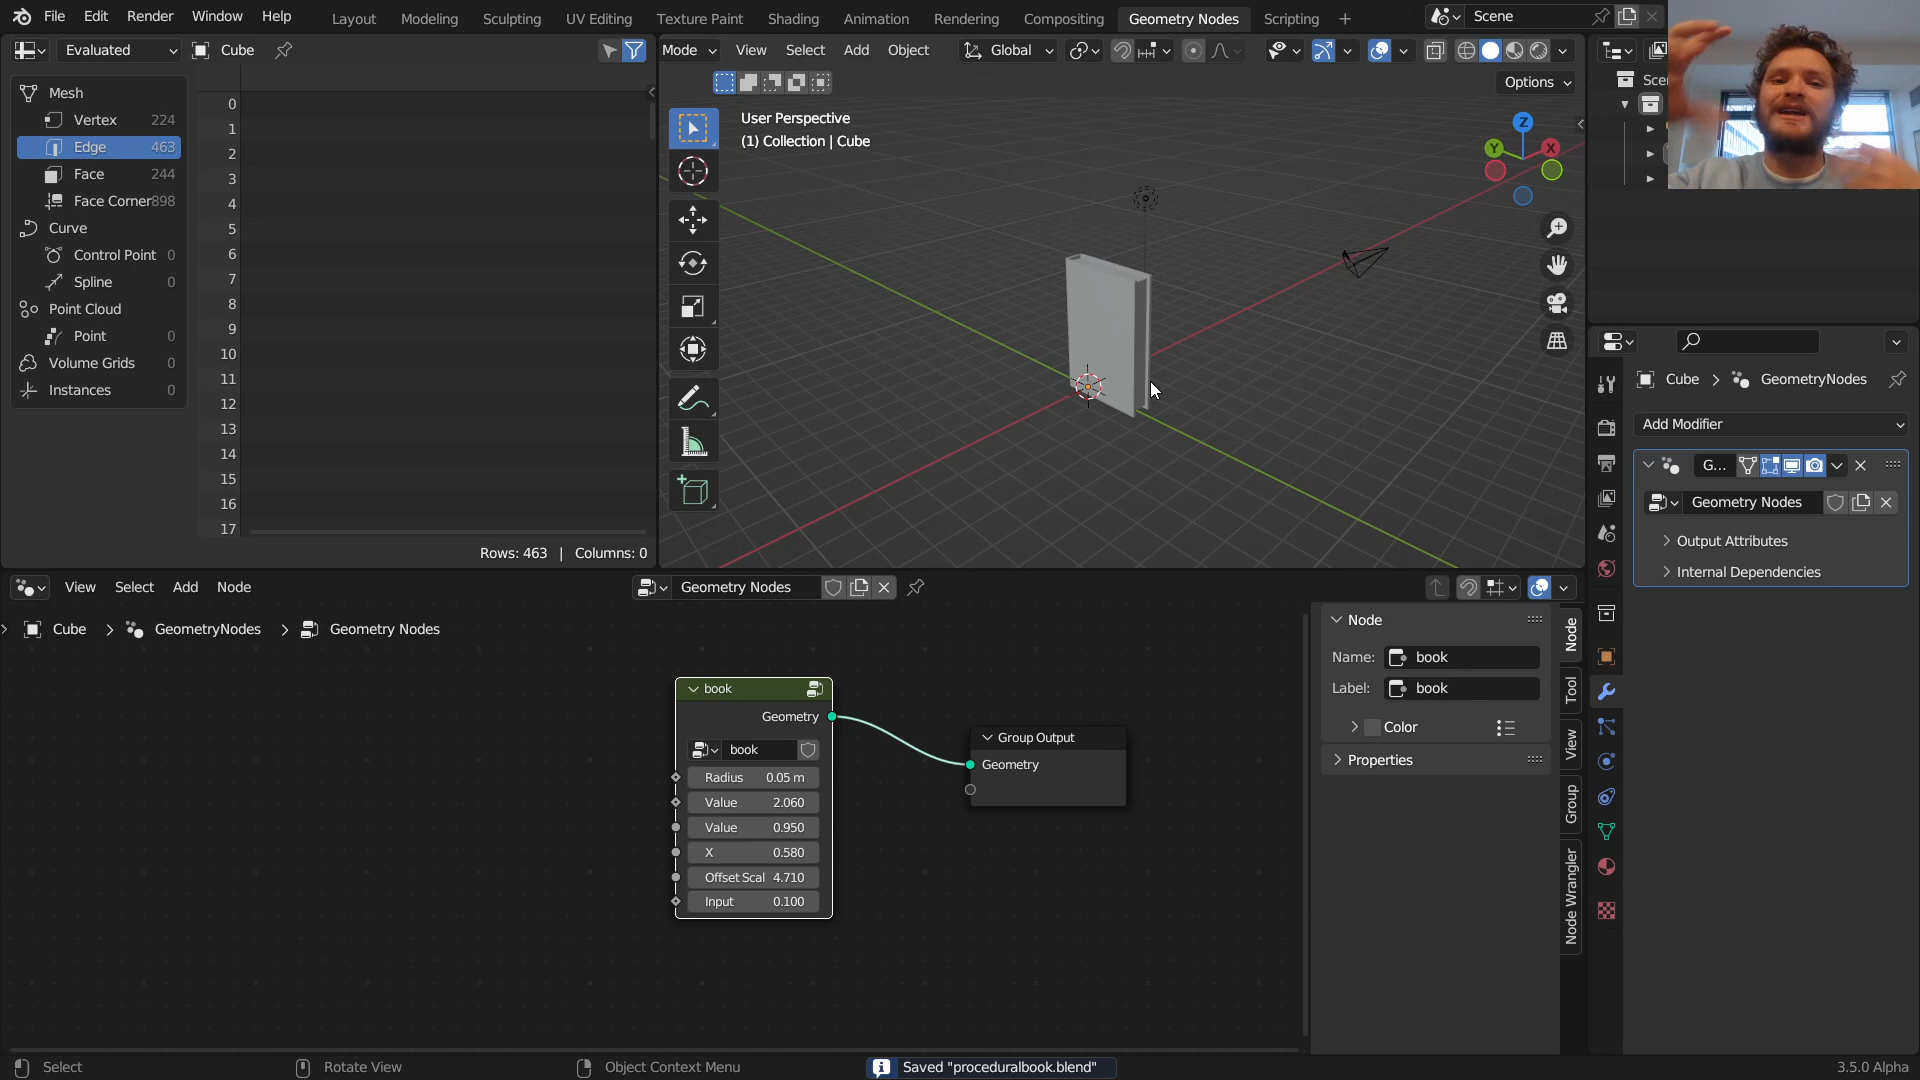 File Edit Render Window Help
Layout Modeling Sculpting UV Editing Texture Paint Shading Animation Rendering Compositing Geometry Nodes Scripting
Scene
Evaluated Cube
Mode View Select Add Object Global
Options
Mesh
Vertex 224
Edge 463
Face 244
Face Corner 898
Curve
Control Point 0
Spline 0
Point Cloud
Point 0
Volume Grids 0
Instances 0
0
1
2
3
4
5
6
7
8
9
10
11
12
13
14
15
16
17
Rows: 463 | Columns: 0
User Perspective
(1) Collection | Cube
Z
Y
X
Cube GeometryNodes
Add Modifier
G...
Geometry Nodes
Output Attributes
Internal Dependencies
View Select Add Node
Geometry Nodes
Cube GeometryNodes Geometry Nodes
book
Geometry
book
Radius 0.05 m
Value 2.060
Value 0.950
X 0.580
Offset Scal 4.710
Input 0.100
Group Output
Geometry
Node
Name: book
Label: book
Color
Properties
Node
Tool
View
Group
Node Wrangler
Select
Rotate View
Object Context Menu
Saved "proceduralbook.blend"
3.5.0 Alpha